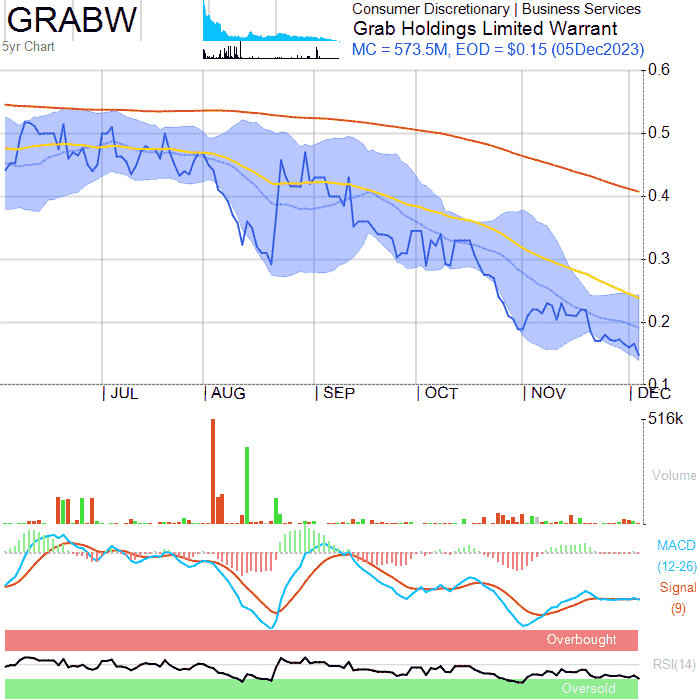 GRABW
5yr Chart
Consumer Discretionary | Business Services
Grab Holdings Limited Warrant
MC = 573.5M, EOD = $0.15 (05Dec2023)
0.6
0.5
0.4
0.3
0.2
0.1
JUL AUG SEP OCT NOV DEC
516k
Volume
MACD
(12-26)
Signal
(9)
Overbought
RSI(14)
Oversold